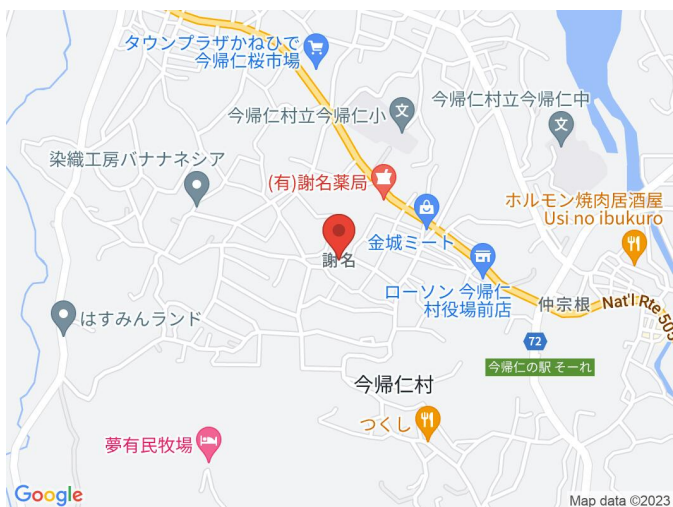 タウンプラザかねひで
今帰仁桜市場
今帰仁村立今帰仁小
文
今帰仁村立今帰仁中
文
染織工房バナナネシア
(有)謝名薬局
ホルモン焼肉居酒屋
Usi no ibukuro
金城ミート
謝名
ローソン 今帰仁
村役場前店
仲宗根
Nat'l Rte 505
はすみんランド
72
今帰仁の駅 そーれ
今帰仁村
つくし
夢有民牧場
Google
Map data ©2023